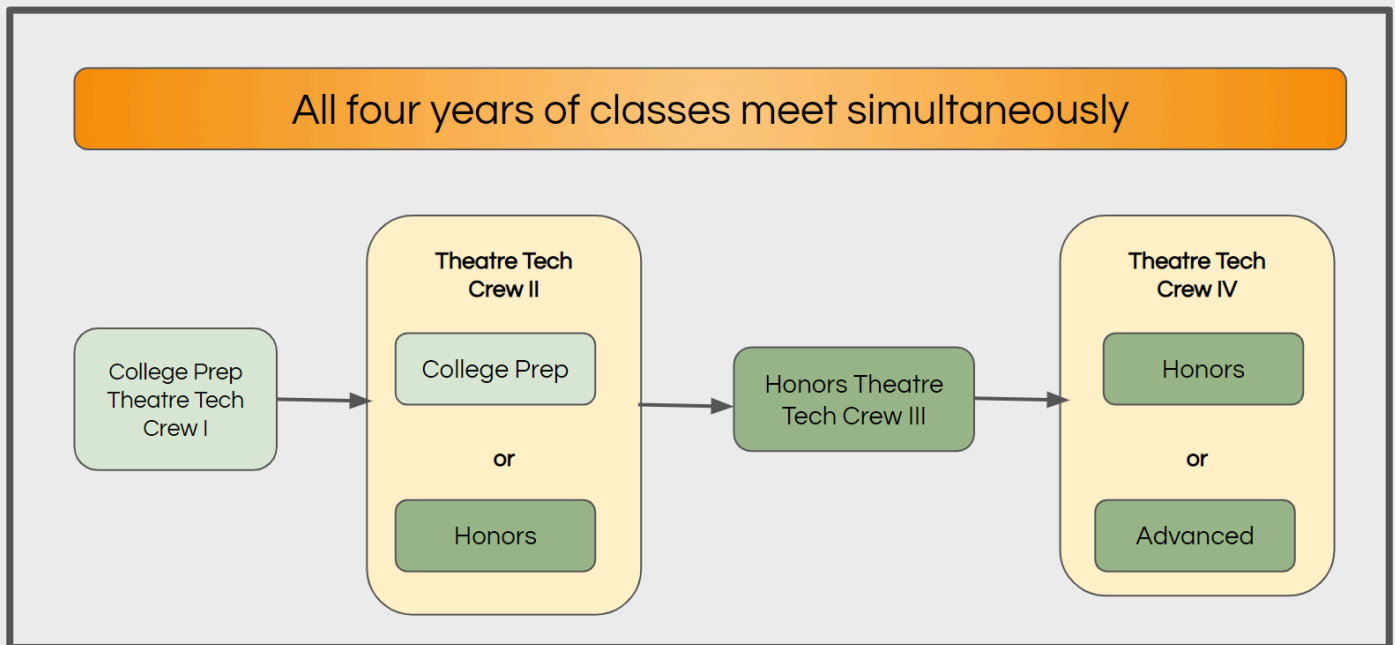 All four years of classes meet simultaneously
College Prep
Theatre Tech
Crew I
Theatre Tech
Crew II
College Prep
or
Honors
Honors Theatre
Tech Crew III
Theatre Tech
Crew IV
Honors
or
Advanced